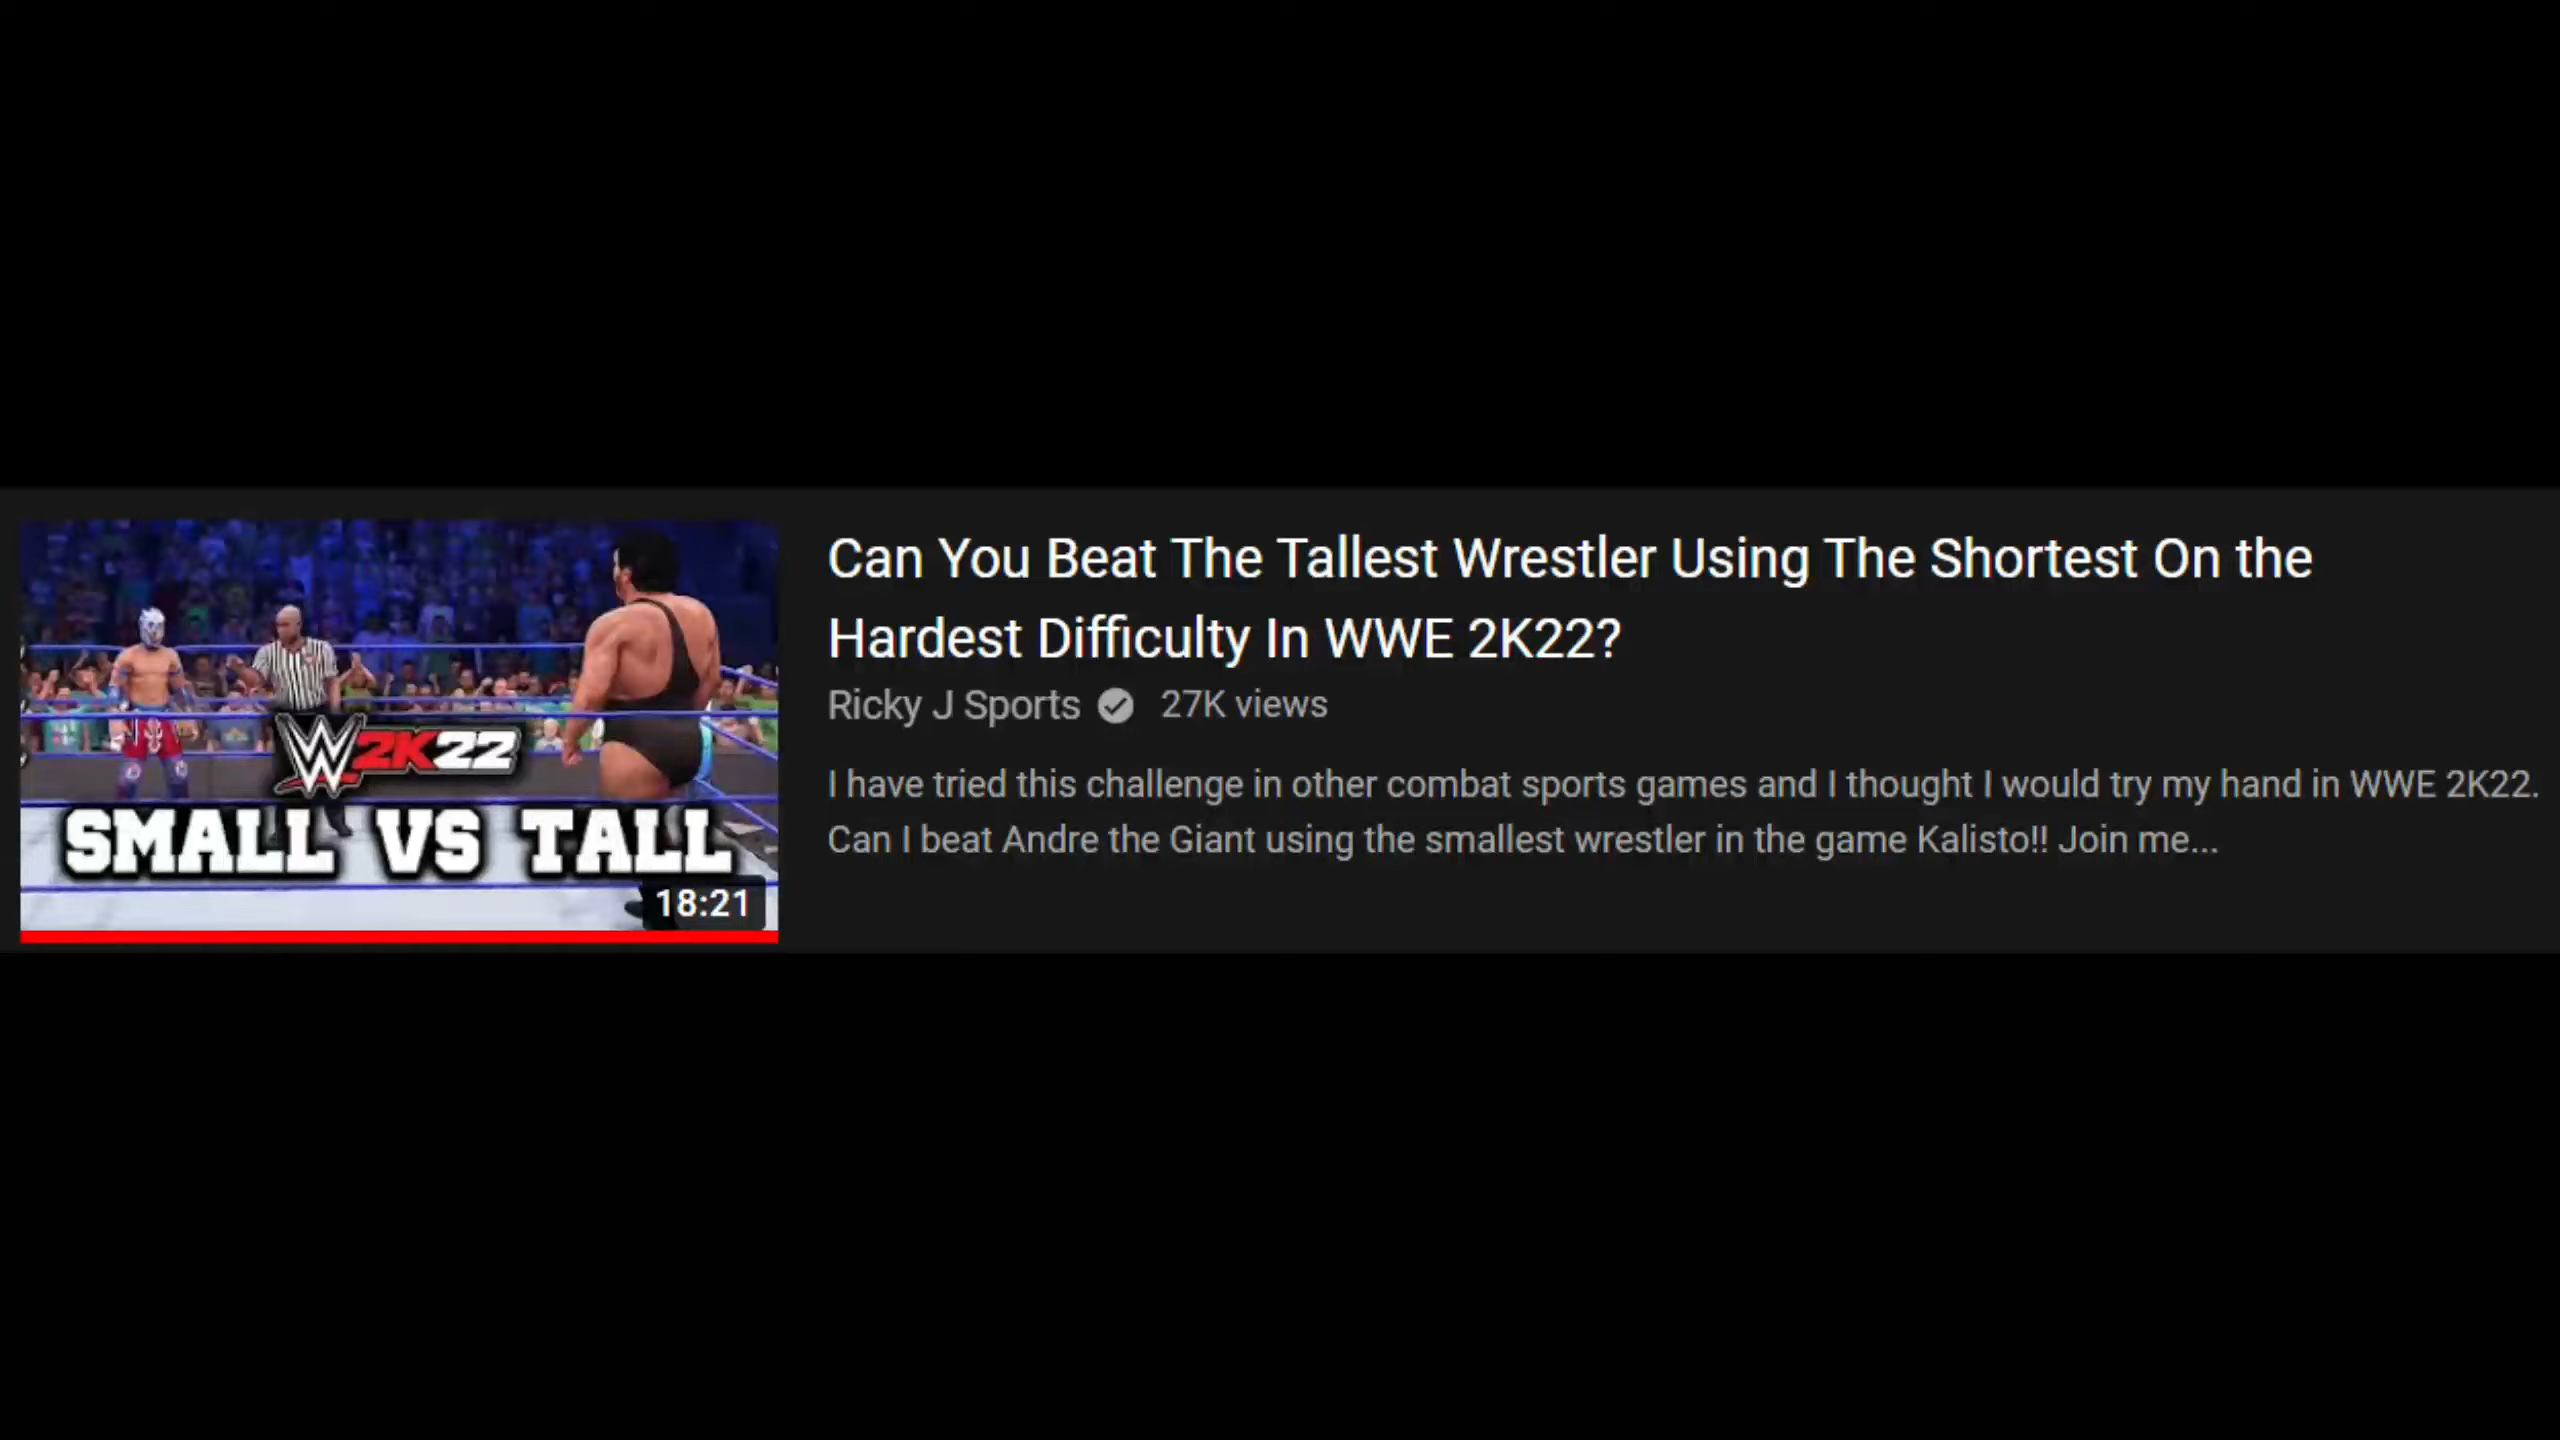 W2K22
SMALL VS TALL
18:21
Can You Beat The Tallest Wrestler Using The Shortest On the
Hardest Difficulty In WWE 2K22?
Ricky J Sports 27K views
I have tried this challenge in other combat sports games and I thought I would try my hand in WWE 2K22.
Can I beat Andre the Giant using the smallest wrestler in the game Kalisto!! Join me...